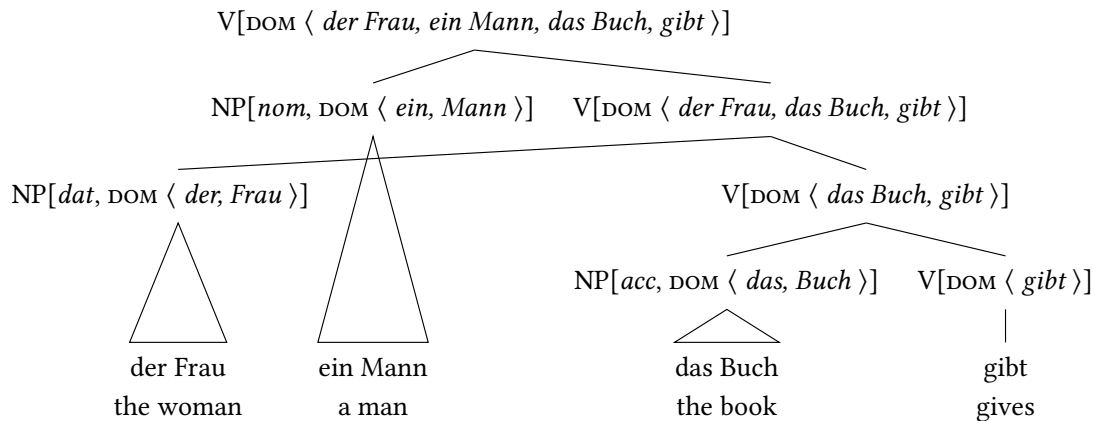 V[DOM ⟨ der Frau, ein Mann, das Buch, gibt ⟩]
NP[nom, DOM ⟨ ein, Mann ⟩] V[DOM ⟨ der Frau, das Buch, gibt ⟩]
NP[dat, DOM ⟨ der, Frau ⟩] V[DOM ⟨ das Buch, gibt ⟩]
NP[acc, DOM ⟨ das, Buch ⟩] V[DOM ⟨ gibt ⟩]
der Frau ein Mann das Buch gibt
the woman a man the book gives